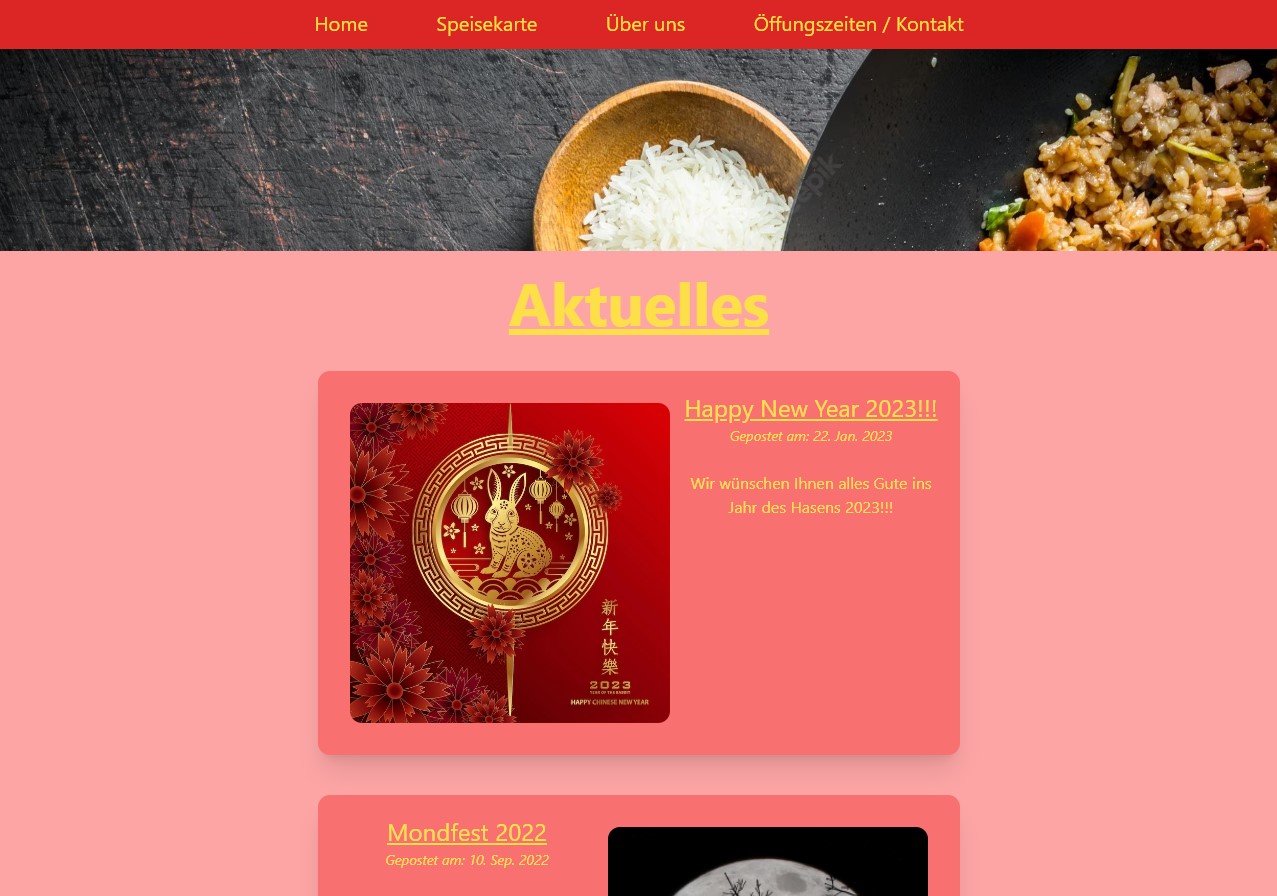 Home Speisekarte Über uns Öffungszeiten / Kontakt
Aktuelles
Happy New Year 2023!!!
Gepostet am: 22. Jan. 2023
Wir wünschen Ihnen alles Gute ins
Jahr des Hasens 2023!!!
新
年
快
樂
2023
YEAR OF THE RABBIT
HAPPY CHINESE NEW YEAR
Mondfest 2022
Gepostet am: 10. Sep. 2022